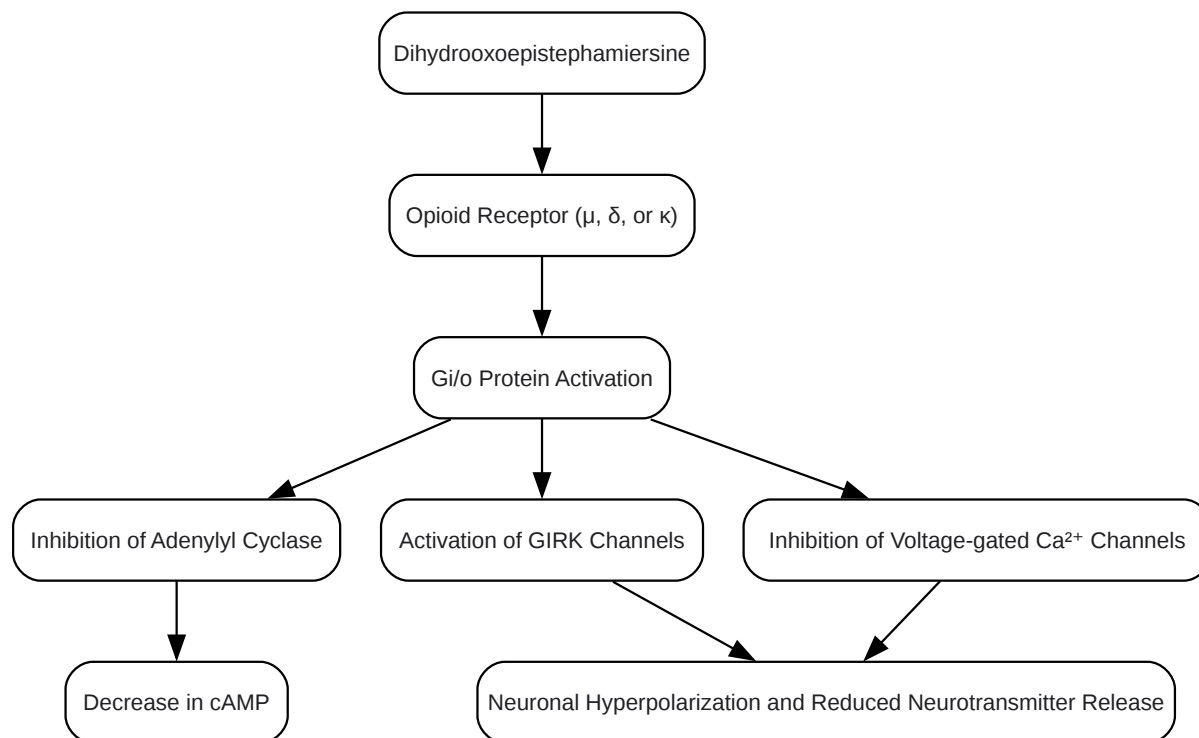 Dihydrooxoepistephamiersine
Opioid Receptor (μ, δ, or κ)
Gi/o Protein Activation
Inhibition of Adenylyl Cyclase
Activation of GIRK Channels
Inhibition of Voltage-gated Ca²⁺ Channels
Decrease in cAMP
Neuronal Hyperpolarization and Reduced Neurotransmitter Release